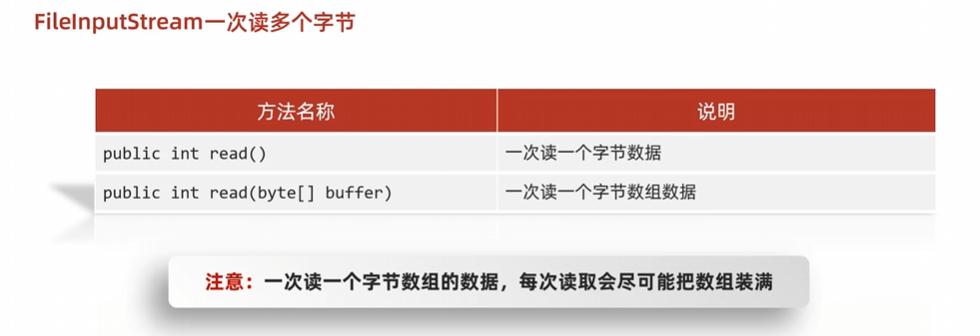 FileInputStream一次读多个字节
方法名称 说明
public int read() 一次读一个字节数据
public int read(byte[] buffer) 一次读一个字节数组数据
注意：一次读一个字节数组的数据，每次读取会尽可能把数组装满